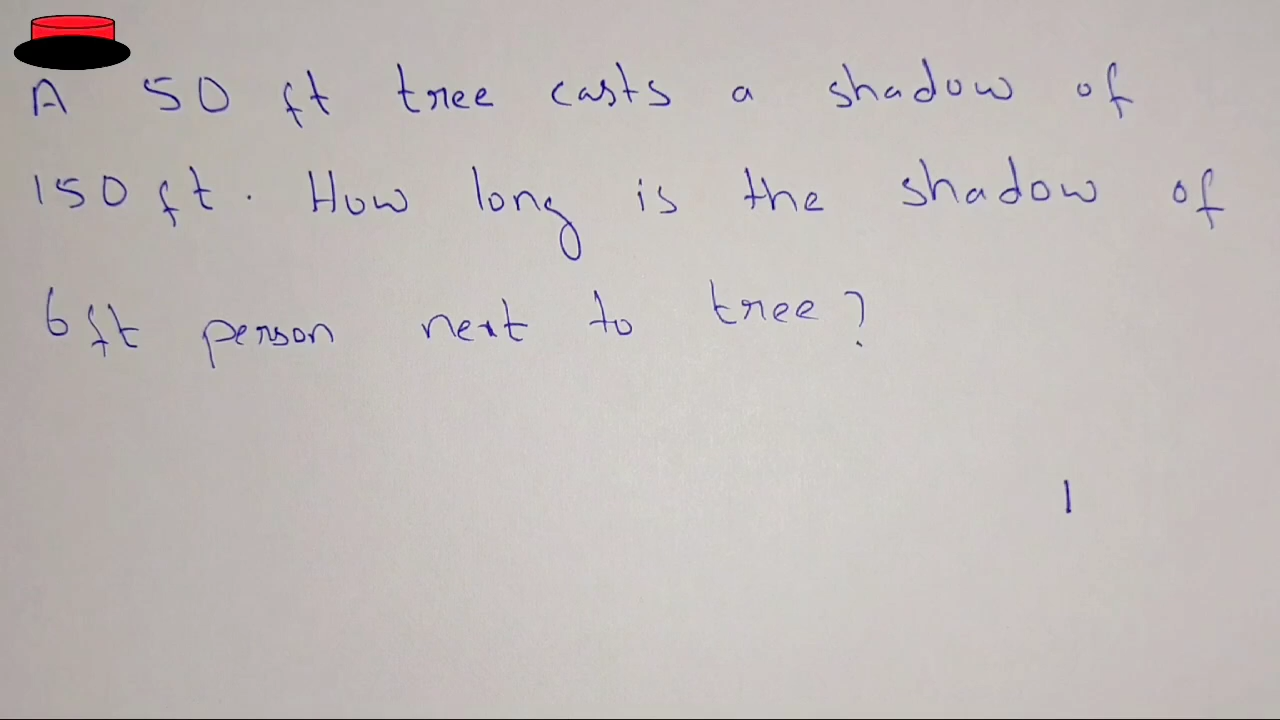 A 50 ft tree casts a shadow of
150 ft. How long is the shadow of
6 ft person next to tree?
1